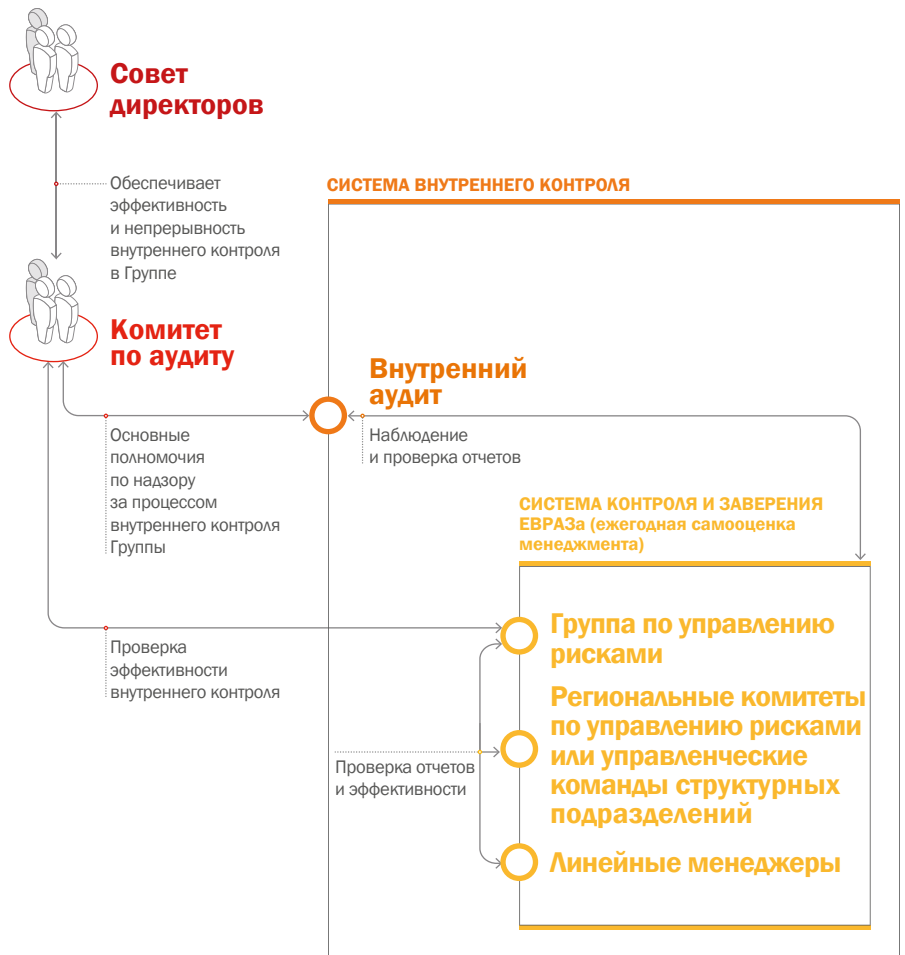 Совет
директоров
Обеспечивает
эффективность
и непрерывность
внутреннего контроля
в Группе
СИСТЕМА ВНУТРЕННЕГО КОНТРОЛЯ
Комитет
по аудиту
Внутренний
аудит
Основные
полномочия
по надзору
за процессом
внутреннего контроля
Группы
Наблюдение
и проверка отчетов
СИСТЕМА КОНТРОЛЯ И ЗАВЕРЕНИЯ
ЕВРАЗа (ежегодная самооценка
менеджмента)
Группа по управлению
рисками
Проверка
эффективности
внутреннего контроля
Региональные комитеты
по управлению рисками
или управленческие
команды структурных
подразделений
Проверка отчетов
и эффективности
Линейные менеджеры